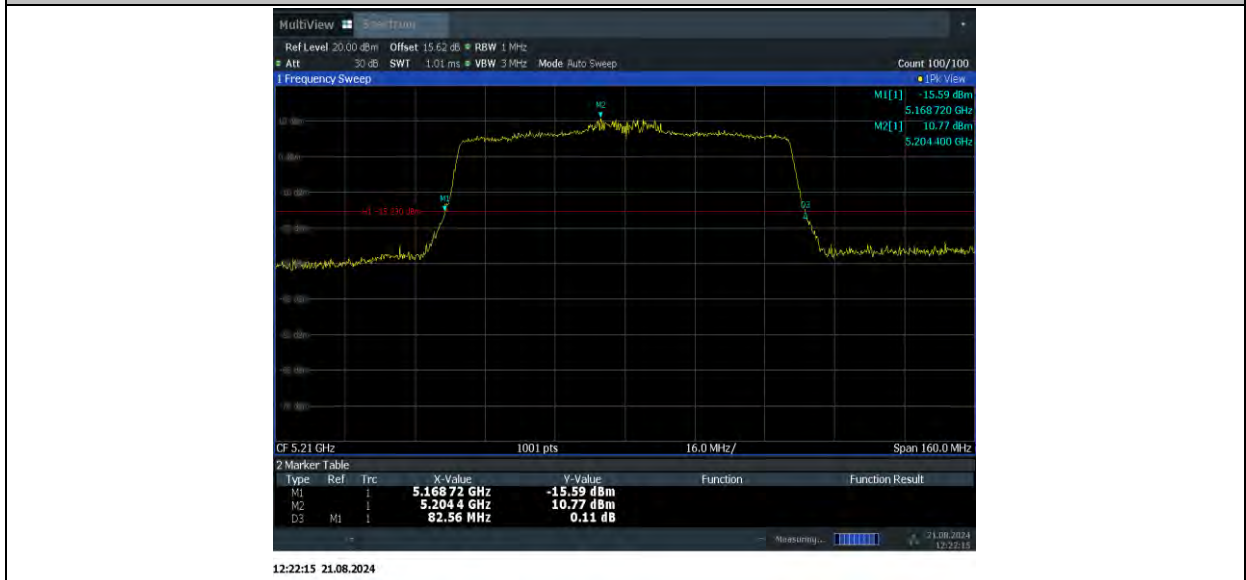 MultiView Spectrum
Ref Level 20.00 dBm Offset 15.62 dB RBW 1 MHz
Att 30 dB SWT 1.01 ms VBW 3 MHz Mode Auto Sweep Count 100/100
1 Frequency Sweep 1Pk View
M1[1] -15.59 dBm
5.168 720 GHz
M2[1] 10.77 dBm
5.204 400 GHz
M2
0 dBm
M1
D3
CF 5.21 GHz 1001 pts 16.0 MHz/ Span 160.0 MHz
2 Marker Table
Type Ref Trc X-Value Y-Value Function Function Result
M1 1 5.168 72 GHz -15.59 dBm
M2 1 5.204 4 GHz 10.77 dBm
D3 M1 1 82.56 MHz 0.11 dB
Measuring... 21.08.2024
12:22:15
12:22:15 21.08.2024